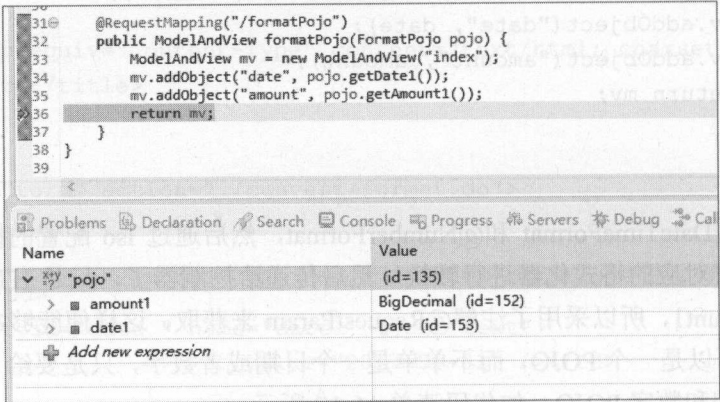 31 @RequestMapping("/formatPojo")
32 public ModelAndView formatPojo(FormatPojo pojo) {
33 ModelAndView mv = new ModelAndView("index");
34 mv.addObject("date", pojo.getDate1());
35 mv.addObject("amount", pojo.getAmount1());
36 return mv;
37 }
38 }
39
Problems Declaration Search Console Progress Servers Debug Call
Name Value
"pojo" (id=135)
amount1 BigDecimal (id=152)
date1 Date (id=153)
Add new expression